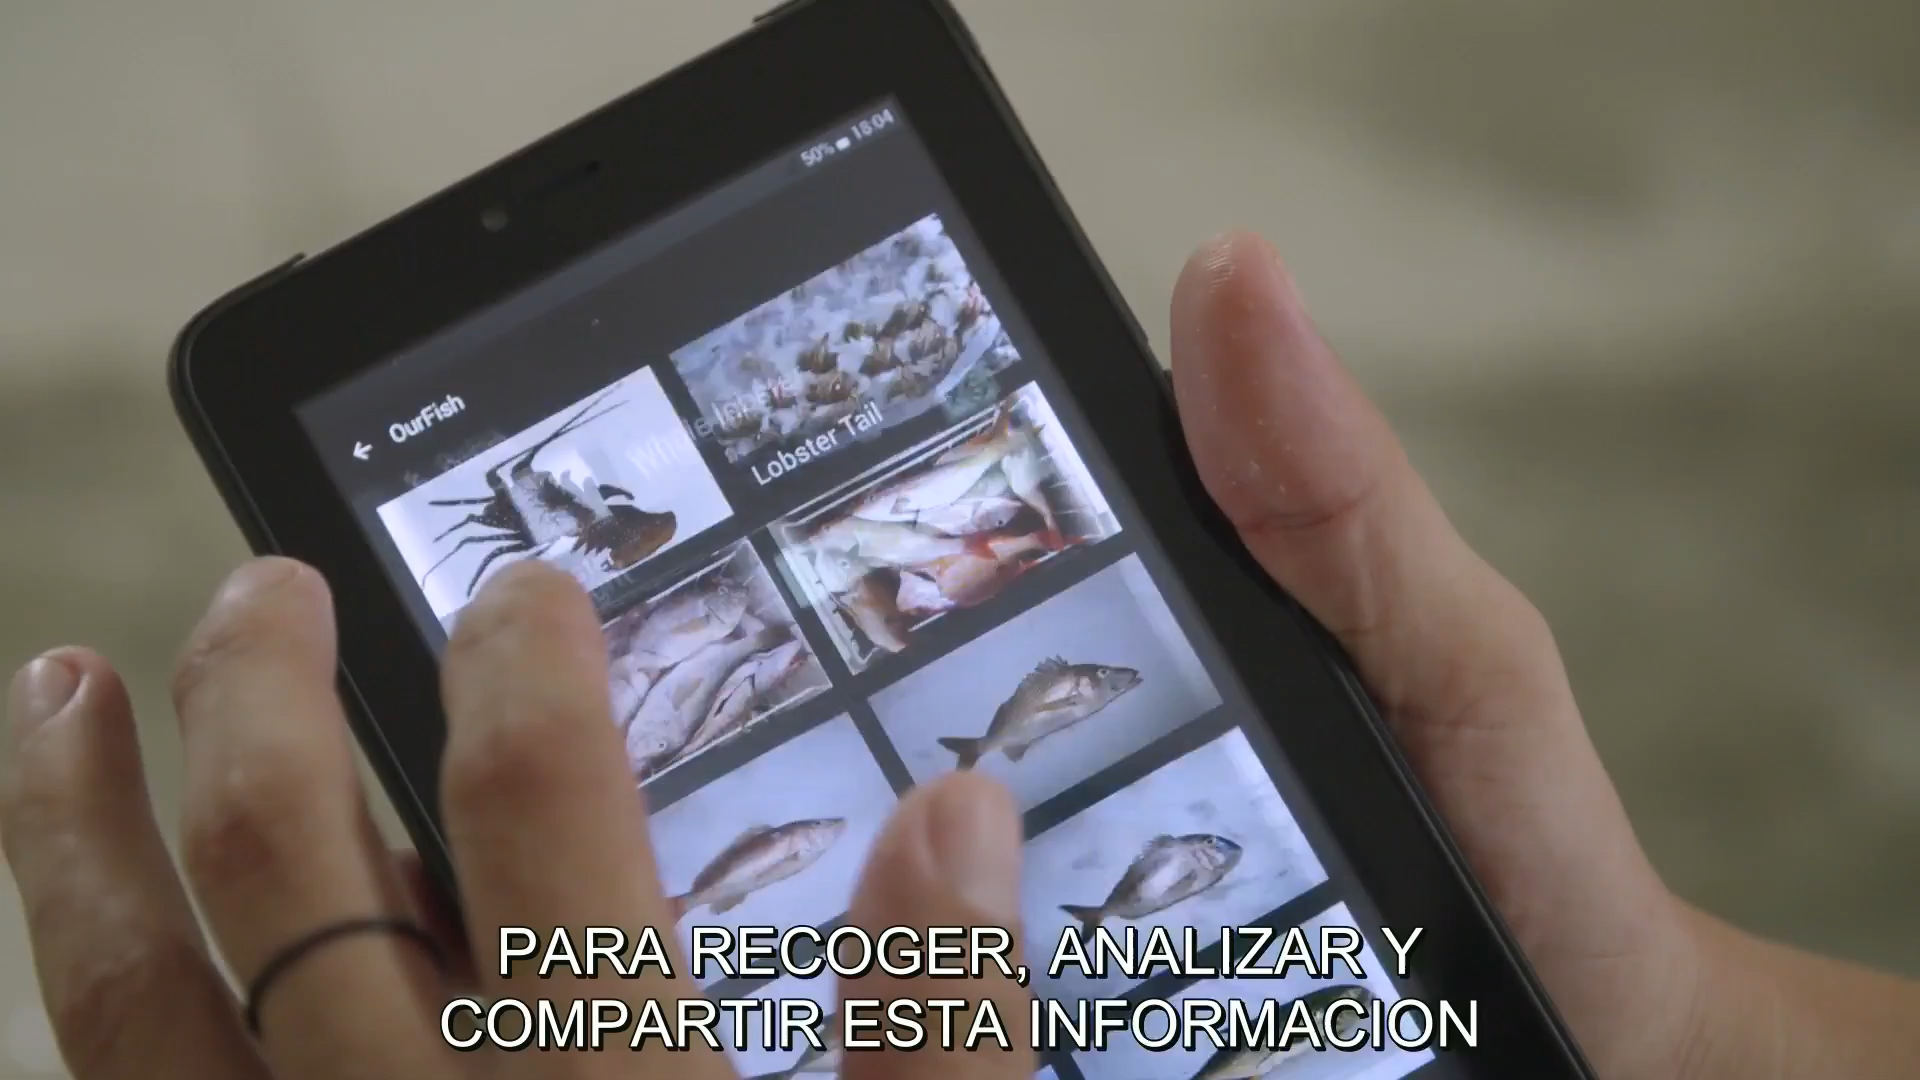 50% 18:04
OurFish
Lobster Tail
PARA RECOGER, ANALIZAR Y
COMPARTIR ESTA INFORMACION